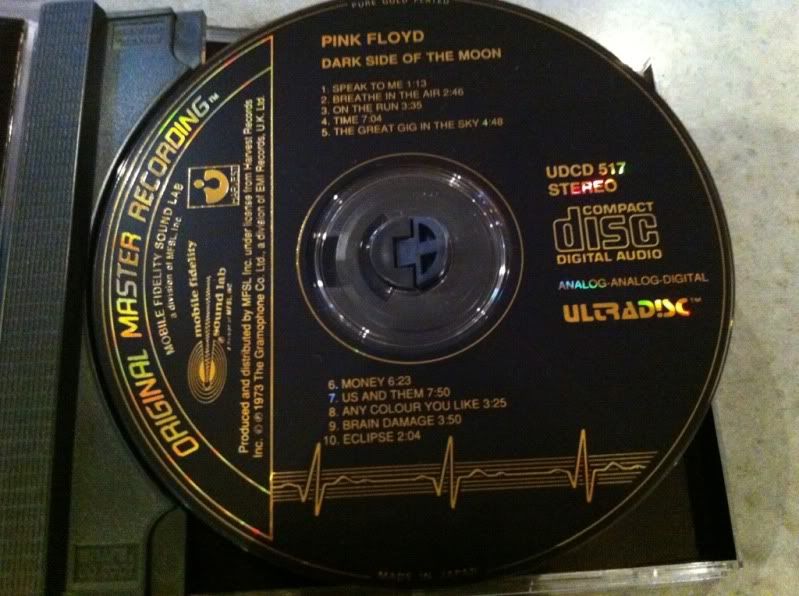 PURE GOLD PLATED
PINK FLOYD
DARK SIDE OF THE MOON
1. SPEAK TO ME 1:13
2. BREATHE IN THE AIR 2:46
3. ON THE RUN 3:35
4. TIME 7:04
5. THE GREAT GIG IN THE SKY 4:48
UDCD 517
STEREO
COMPACT
disc
DIGITAL AUDIO
ANALOG-ANALOG-DIGITAL
ULTRADISC™
6. MONEY 6:23
7. US AND THEM 7:50
8. ANY COLOUR YOU LIKE 3:25
9. BRAIN DAMAGE 3:50
10. ECLIPSE 2:04
ORIGINAL MASTER RECORDING™
MOBILE FIDELITY SOUND LAB
a division of MFSL, Inc.
HARVEST
mobile fidelity
sound lab
Produced and distributed by MFSL, Inc. under license from Harvest Records
Inc. © ℗ 1973 The Gramophone Co. Ltd., a division of EMI Records, U.K. Ltd.
MADE IN JAPAN